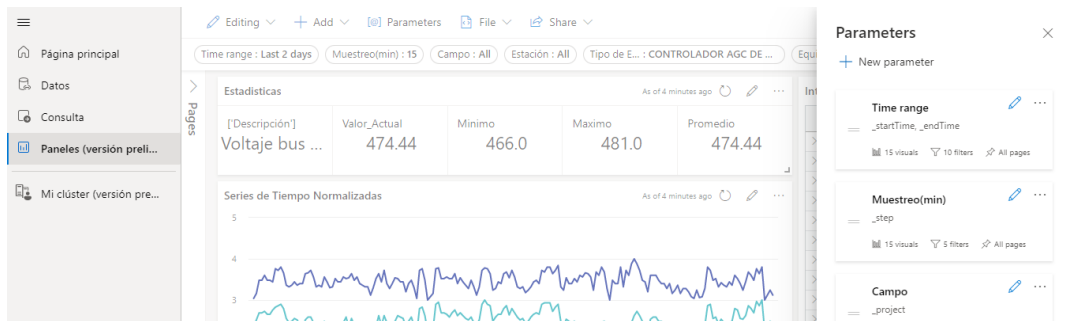 Editing
Add
[@] Parameters
File
Share
Parameters
Página principal
Time range : Last 2 days
Muestreo(min) : 15
Campo : All
Estación : All
Tipo de E... : CONTROLADOR AGC DE ...
Equ
New parameter
Datos
Consulta
Paneles (versión preli...
Mi clúster (versión pre...
Pages
Estadisticas
As of 4 minutes ago
Int
['Descripción']
Valor_Actual
Minimo
Maximo
Promedio
Voltaje bus ...
474.44
466.0
481.0
474.44
Series de Tiempo Normalizadas
As of 4 minutes ago
5
4
3
Time range
_startTime, _endTime
15 visuals
10 filters
All pages
Muestreo(min)
_step
15 visuals
5 filters
All pages
Campo
_project